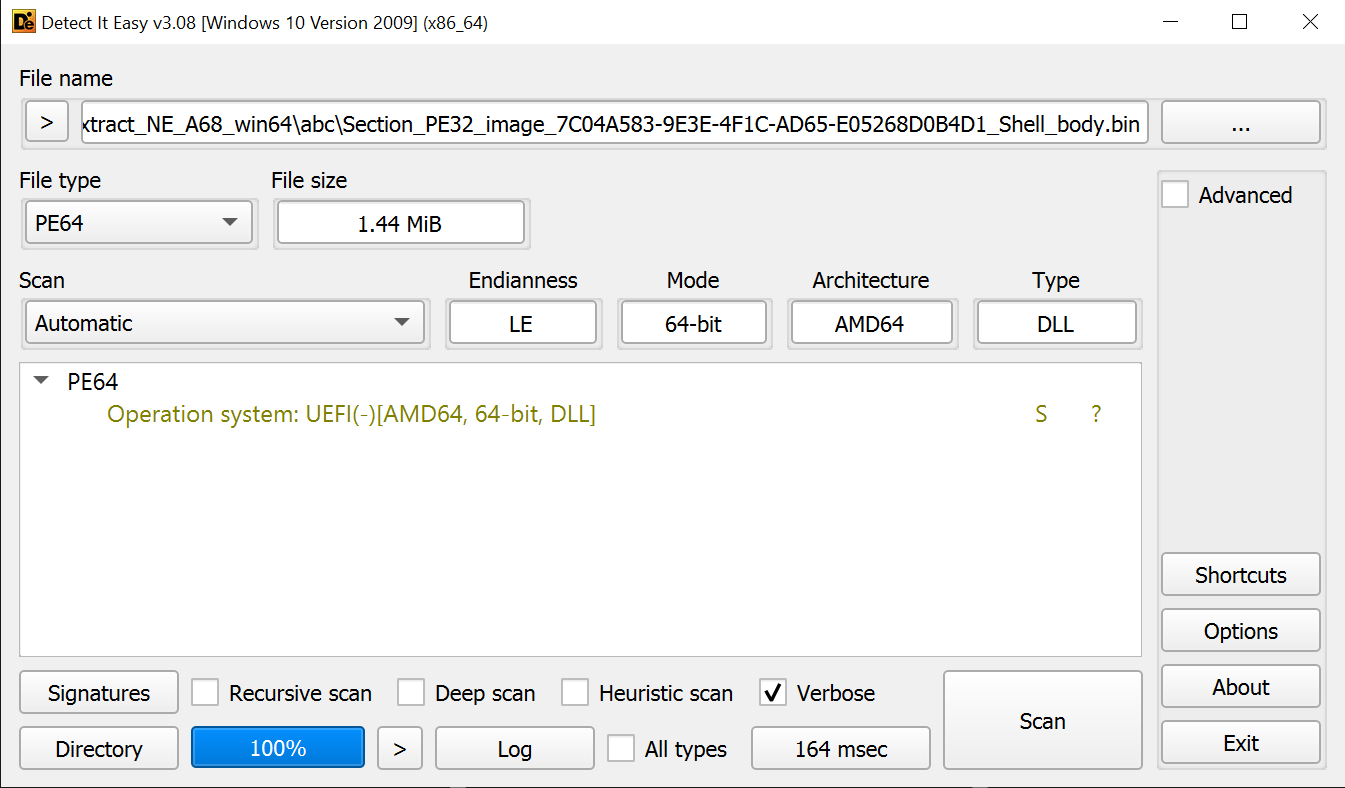 Detect It Easy v3.08 [Windows 10 Version 2009] (x86_64)
File name
> xtract_NE_A68_win64\abc\Section_PE32_image_7C04A583-9E3E-4F1C-AD65-E05268D0B4D1_Shell_body.bin ...
File type File size
PE64 1.44 MiB
Advanced
Scan Endianness Mode Architecture Type
Automatic LE 64-bit AMD64 DLL
PE64
Operation system: UEFI(-)[AMD64, 64-bit, DLL] S ?
Shortcuts
Options
About
Exit
Signatures Recursive scan Deep scan Heuristic scan Verbose
Directory 100% > Log All types 164 msec
Scan